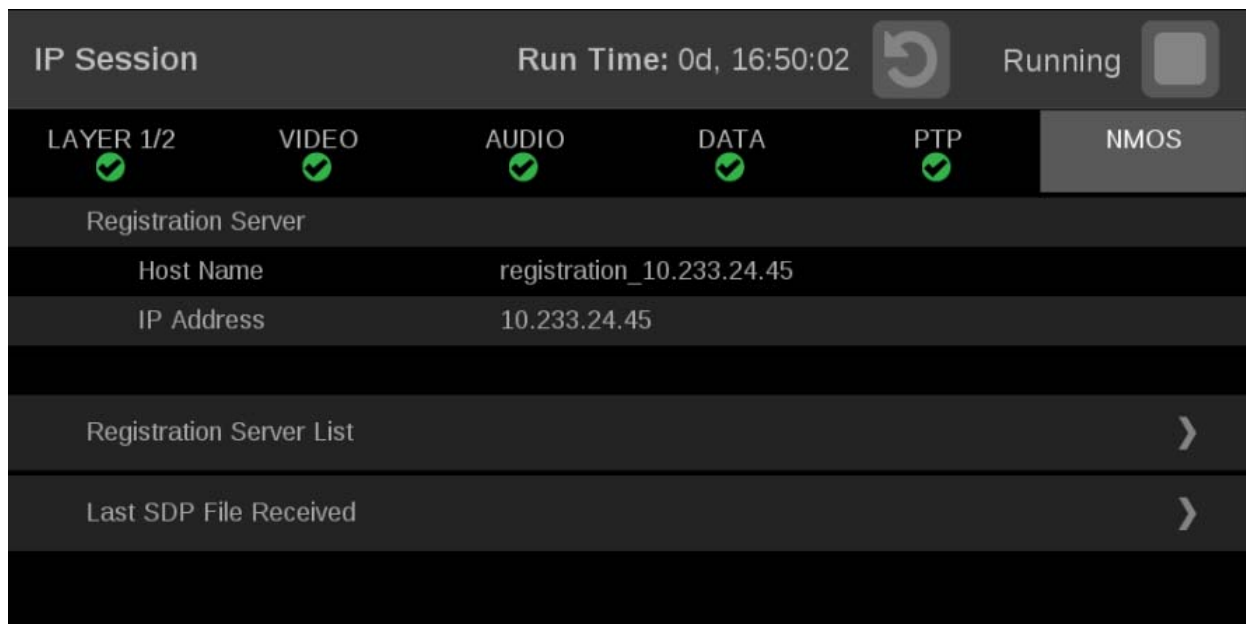 IP Session Run Time: 0d, 16:50:02 Running
LAYER 1/2 VIDEO AUDIO DATA PTP NMOS
Registration Server
Host Name registration_10.233.24.45
IP Address 10.233.24.45
Registration Server List
Last SDP File Received